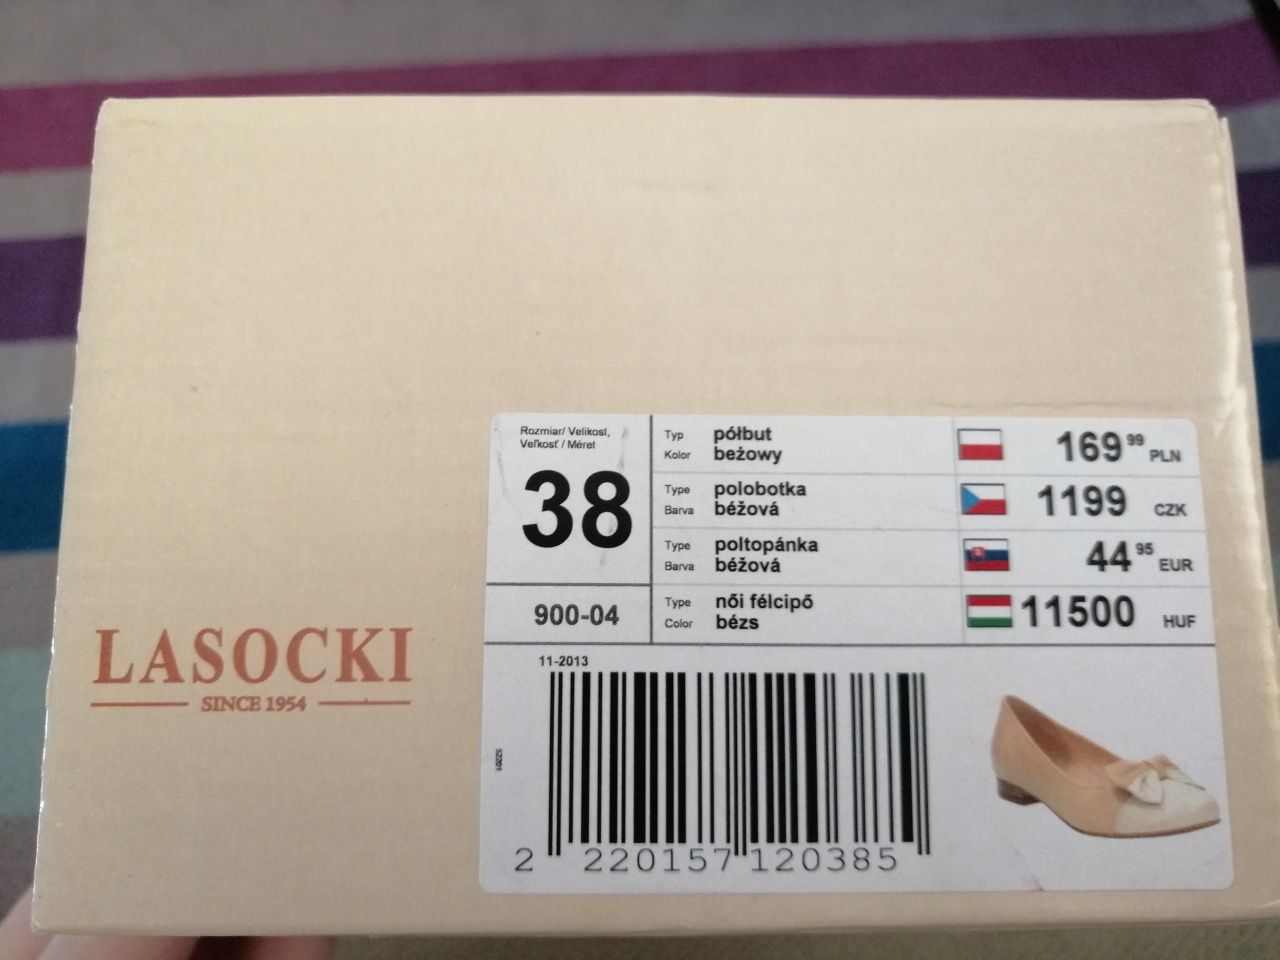 LASOCKI
SINCE 1954
Rozmiar/ Velikost,
Veľkosť / Méret
38
900-04
Typ półbut
Kolor beżowy
169 99 PLN
Type polobotka
Barva béžová
1199 CZK
Type poltopánka
Barva béžová
44 95 EUR
Type női félcipő
Color bézs
11500 HUF
11-2013
52201
2 220157 120385